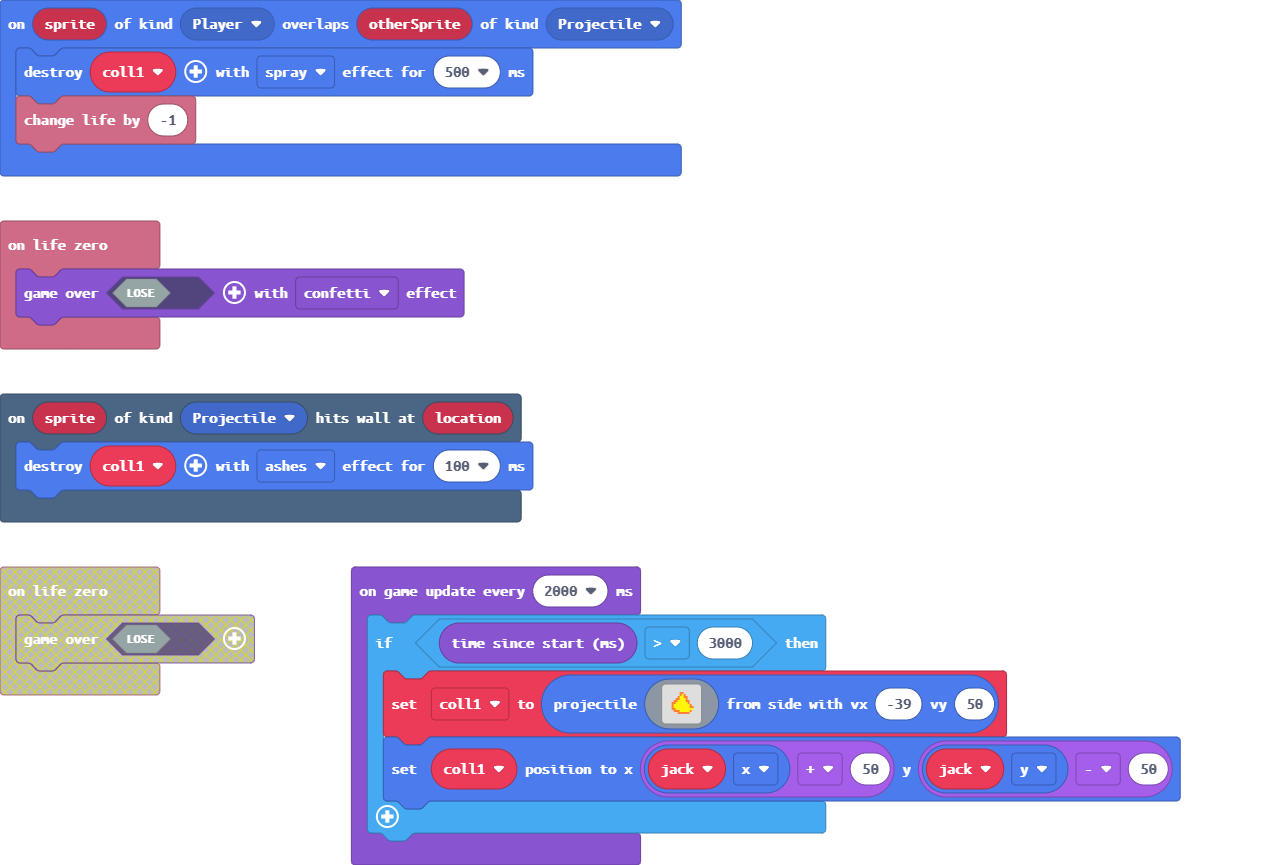 on sprite of kind Player overlaps otherSprite of kind Projectile
destroy coll1 with spray effect for 500 ms
change life by -1
on life zero
game over LOSE with confetti effect
on sprite of kind Projectile hits wall at location
destroy coll1 with ashes effect for 100 ms
on life zero
game over LOSE
on game update every 2000 ms
if time since start (ms) > 3000 then
set coll1 to projectile from side with vx -39 vy 50
set coll1 position to x jack x + 50 y jack y - 50